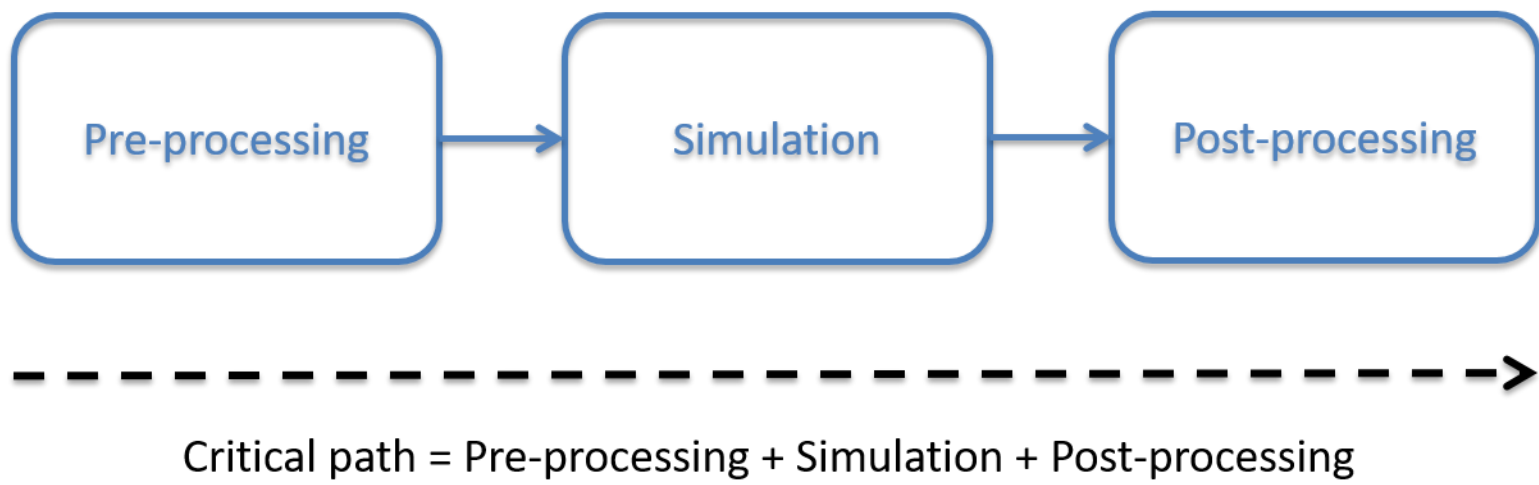 Pre-processing
Simulation
Post-processing
Critical path = Pre-processing + Simulation + Post-processing